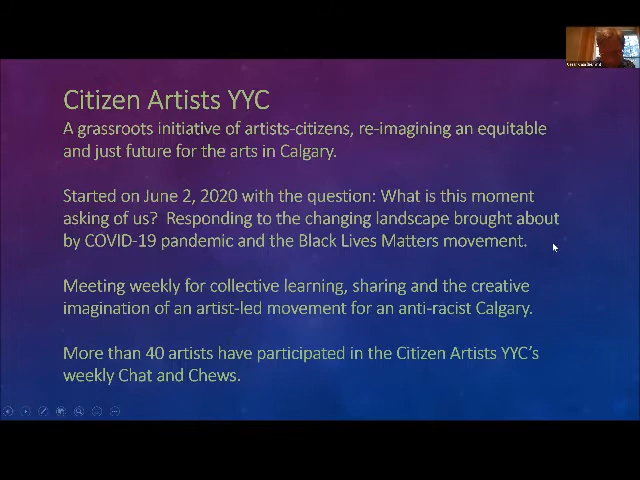 Citizen Artists YYC
A grassroots initiative of artists-citizens, re-imagining an equitable
and just future for the arts in Calgary.
Started on June 2, 2020 with the question: What is this moment
asking of us? Responding to the changing landscape brought about
by COVID-19 pandemic and the Black Lives Matters movement.
Meeting weekly for collective learning, sharing and the creative
imagination of an artist-led movement for an anti-racist Calgary.
More than 40 artists have participated in the Citizen Artists YYC's
weekly Chat and Chews.